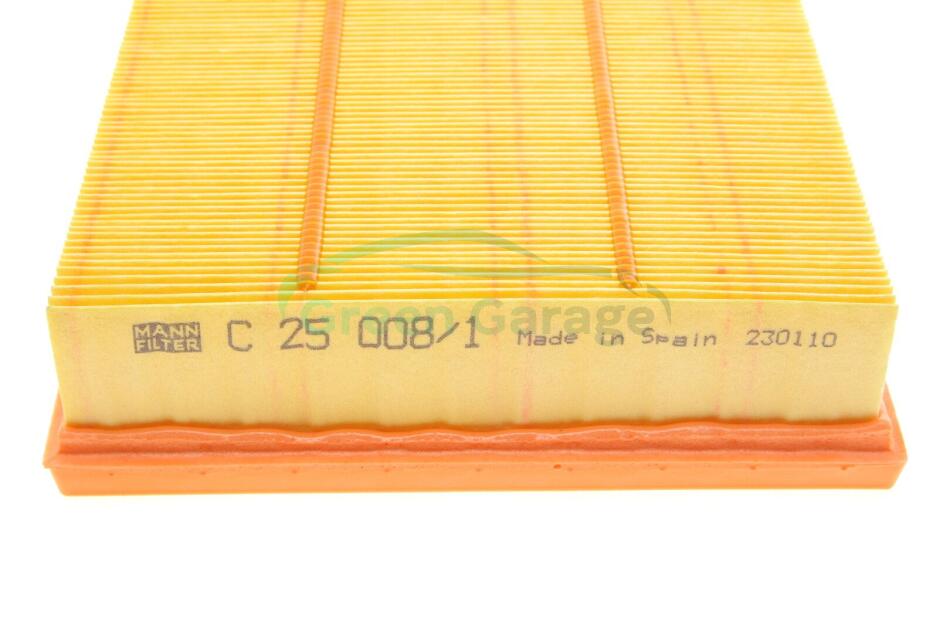 MANN
FILTER
C 25 008/1
Made in Spain 230110
Green Garage